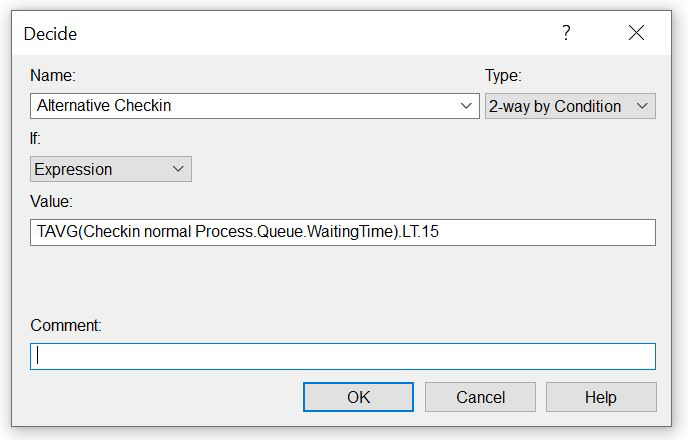 Decide ?
Name: Type:
Alternative Checkin 2-way by Condition
If:
Expression
Value:
TAVG(Checkin normal Process.Queue.WaitingTime).LT.15
Comment:
OK Cancel Help